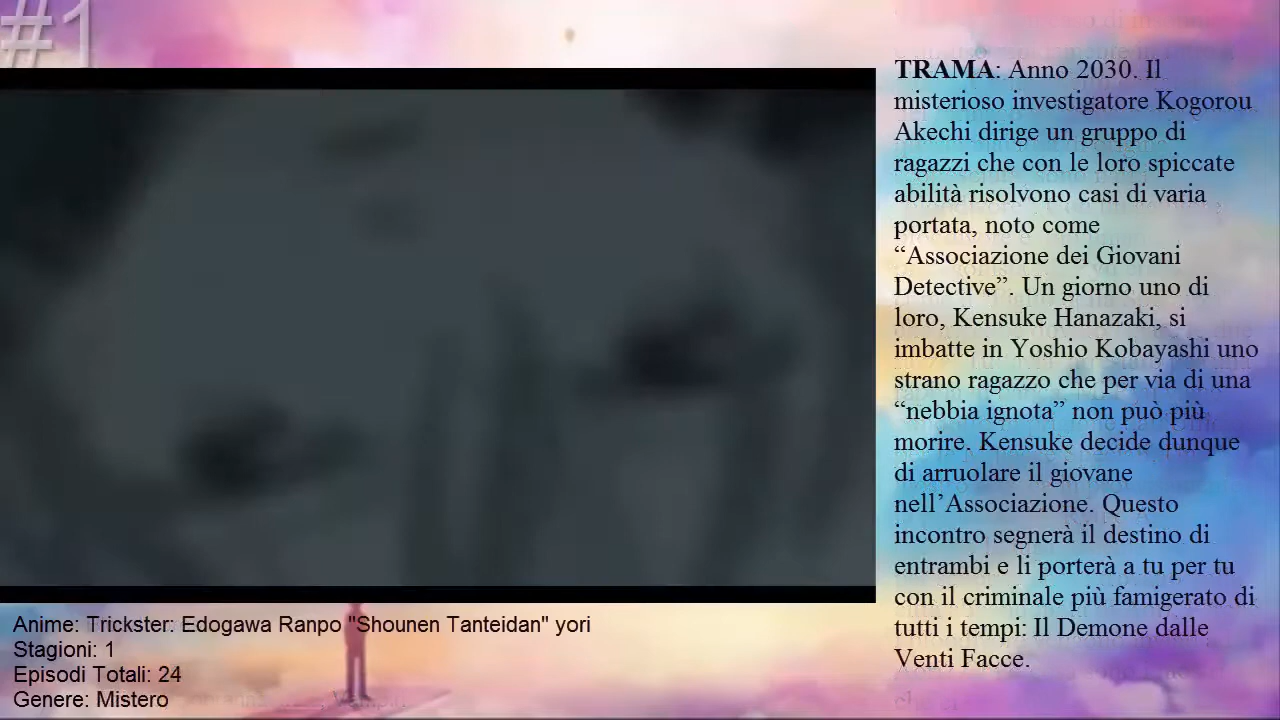 #1
TRAMA: Anno 2030. Il
misterioso investigatore Kogorou
Akechi dirige un gruppo di
ragazzi che con le loro spiccate
abilità risolvono casi di varia
portata, noto come
“Associazione dei Giovani
Detective”. Un giorno uno di
loro, Kensuke Hanazaki, si
imbatte in Yoshio Kobayashi uno
strano ragazzo che per via di una
“nebbia ignota” non può più
morire. Kensuke decide dunque
di arruolare il giovane
nell’Associazione. Questo
incontro segnerà il destino di
entrambi e li porterà a tu per tu
con il criminale più famigerato di
tutti i tempi: Il Demone dalle
Venti Facce.
Anime: Trickster: Edogawa Ranpo "Shounen Tanteidan" yori
Stagioni: 1
Episodi Totali: 24
Genere: Mistero